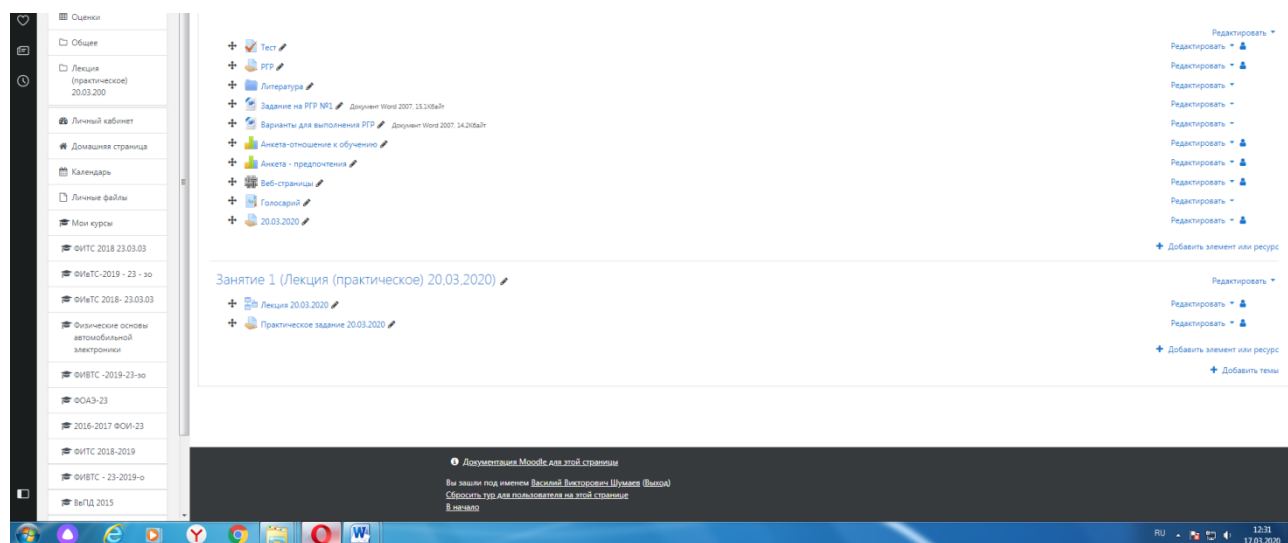 Оценки
Общее
Лекция
(практическое)
20.03.200
Личный кабинет
Домашняя страница
Календарь
Личные файлы
Мои курсы
ФИТС 2018 23.03.03
ФИвТС-2019 - 23 - зо
ФИвТС 2018- 23.03.03
Физические основы
автомобильной
электроники
ФИВТС -2019-23-зо
ФОАЭ-23
2016-2017 ФОИ-23
ФИТС 2018-2019
ФИВТС - 23-2019-о
ВвПД 2015
Редактировать
Тест Редактировать
РГР Редактировать
Литература Редактировать
Задание на РГР №1 Документ Word 2007, 15.1Кбайт Редактировать
Варианты для выполнения РГР Документ Word 2007, 14.2Кбайт Редактировать
Анкета-отношение к обучению Редактировать
Анкета - предпочтения Редактировать
Веб-страницы Редактировать
Голосарий Редактировать
20.03.2020 Редактировать
Добавить элемент или ресурс
Занятие 1 (Лекция (практическое) 20.03.2020) Редактировать
Лекция 20.03.2020 Редактировать
Практическое задание 20.03.2020 Редактировать
Добавить элемент или ресурс
Добавить темы
Документация Moodle для этой страницы
Вы зашли под именем Василий Викторович Шумаев (Выход)
Сбросить тур для пользователя на этой странице
В начало
RU 12:31
17.03.2020